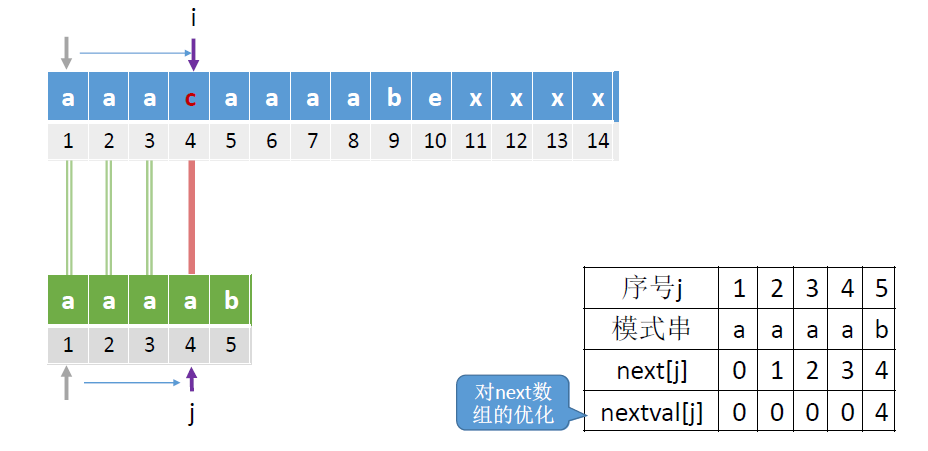 i
a a a c a a a a b e x x x x
1 2 3 4 5 6 7 8 9 10 11 12 13 14
a a a a b
1 2 3 4 5
j
序号j 1 2 3 4 5
模式串 a a a a b
next[j] 0 1 2 3 4
nextval[j] 0 0 0 0 4
对next数
组的优化